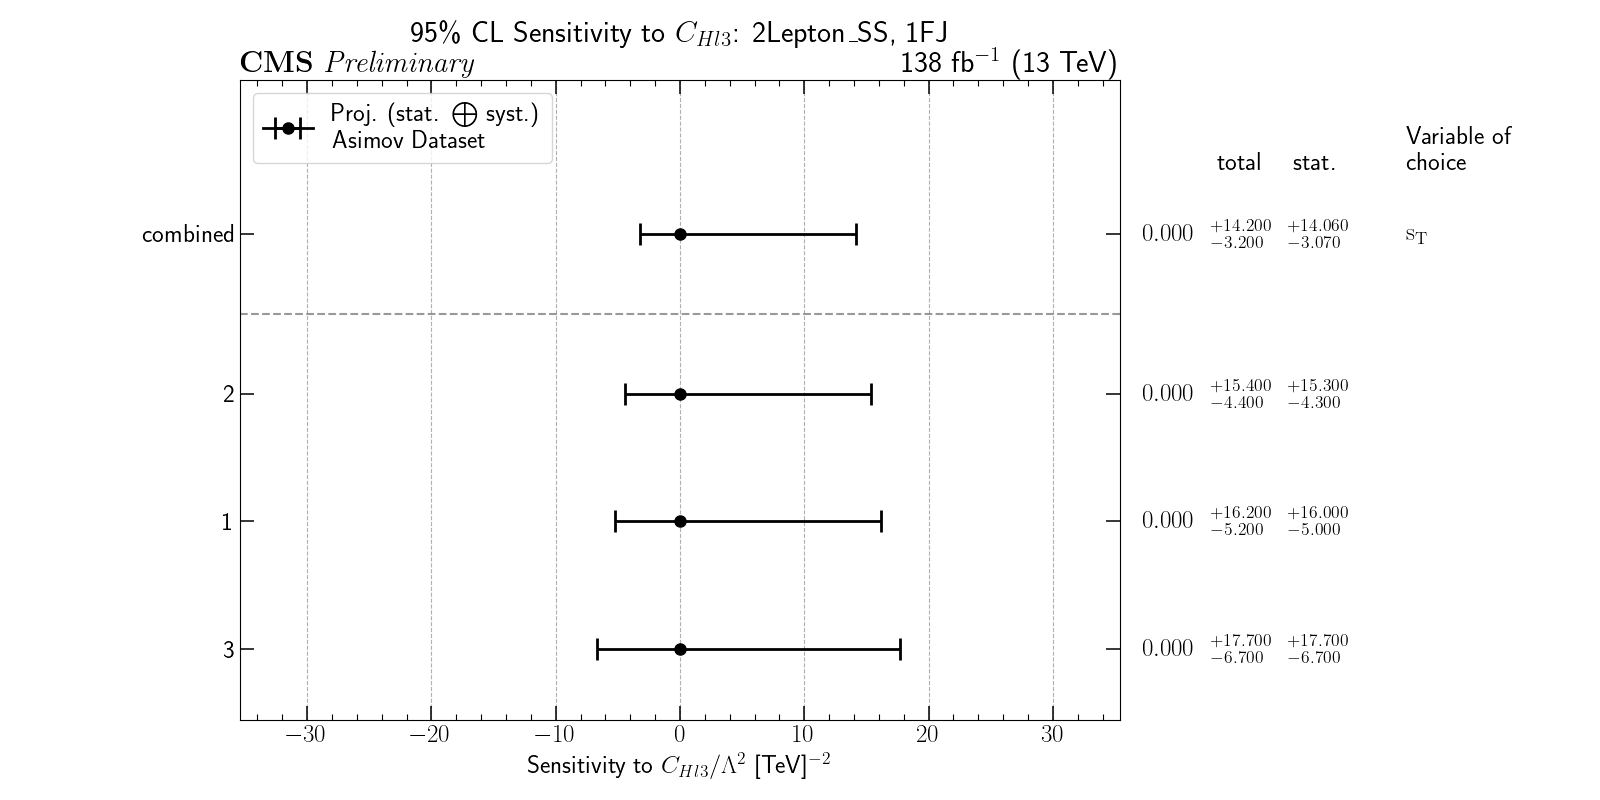 95% CL Sensitivity to C_{Hl3}: 2Lepton_SS, 1FJ
CMS Preliminary 138 fb^{-1} (13 TeV)
Proj. (stat. ⨁ syst.)
Asimov Dataset
Variable of
total stat. choice
combined 0.000 +14.200 +14.060 s_T
−3.200 −3.070
2 0.000 +15.400 +15.300
−4.400 −4.300
1 0.000 +16.200 +16.000
−5.200 −5.000
3 0.000 +17.700 +17.700
−6.700 −6.700
−30 −20 −10 0 10 20 30
Sensitivity to C_{Hl3}/Λ^2 [TeV]^{−2}